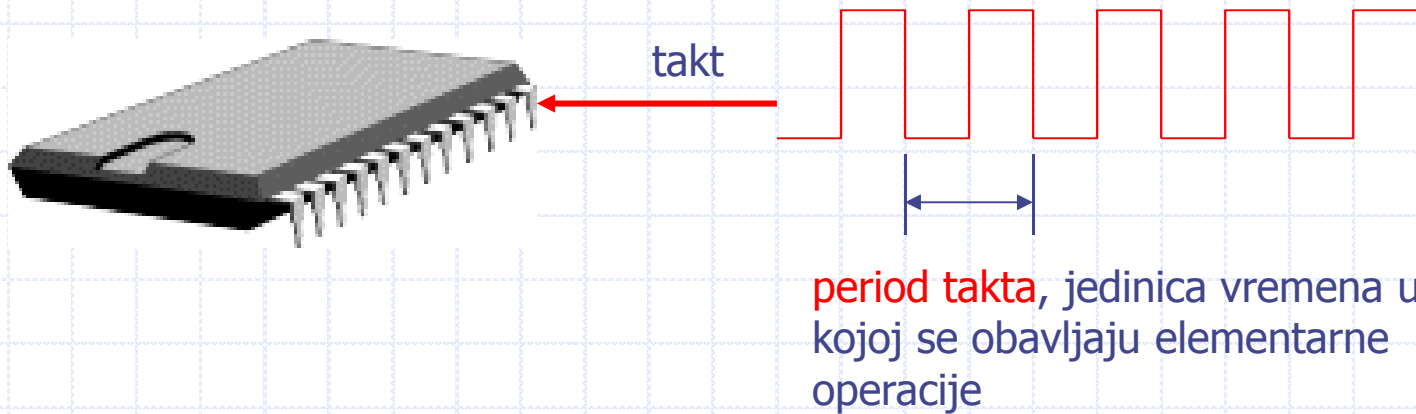 takt
period takta, jedinica vremena u
kojoj se obavljaju elementarne
operacije